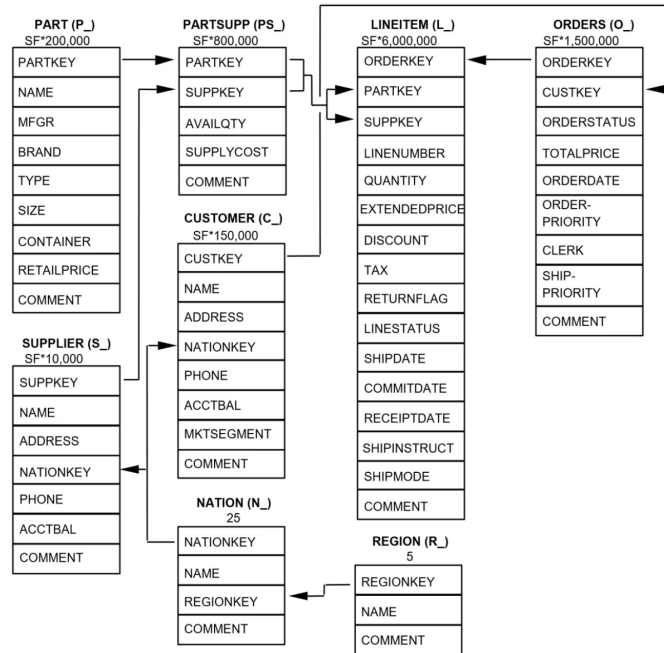 PART (P_)
SF*200,000
PARTKEY
NAME
MFGR
BRAND
TYPE
SIZE
CONTAINER
RETAILPRICE
COMMENT
SUPPLIER (S_)
SF*10,000
SUPPKEY
NAME
ADDRESS
NATIONKEY
PHONE
ACCTBAL
COMMENT
PARTSUPP (PS_)
SF*800,000
PARTKEY
SUPPKEY
AVAILQTY
SUPPLYCOST
COMMENT
CUSTOMER (C_)
SF*150,000
CUSTKEY
NAME
ADDRESS
NATIONKEY
PHONE
ACCTBAL
MKTSEGMENT
COMMENT
NATION (N_)
25
NATIONKEY
NAME
REGIONKEY
COMMENT
LINEITEM (L_)
SF*6,000,000
ORDERKEY
PARTKEY
SUPPKEY
LINENUMBER
QUANTITY
EXTENDEDPRICE
DISCOUNT
TAX
RETURNFLAG
LINESTATUS
SHIPDATE
COMMITDATE
RECEIPTDATE
SHIPINSTRUCT
SHIPMODE
COMMENT
REGION (R_)
5
REGIONKEY
NAME
COMMENT
ORDERS (O_)
SF*1,500,000
ORDERKEY
CUSTKEY
ORDERSTATUS
TOTALPRICE
ORDERDATE
ORDER-
PRIORITY
CLERK
SHIP-
PRIORITY
COMMENT